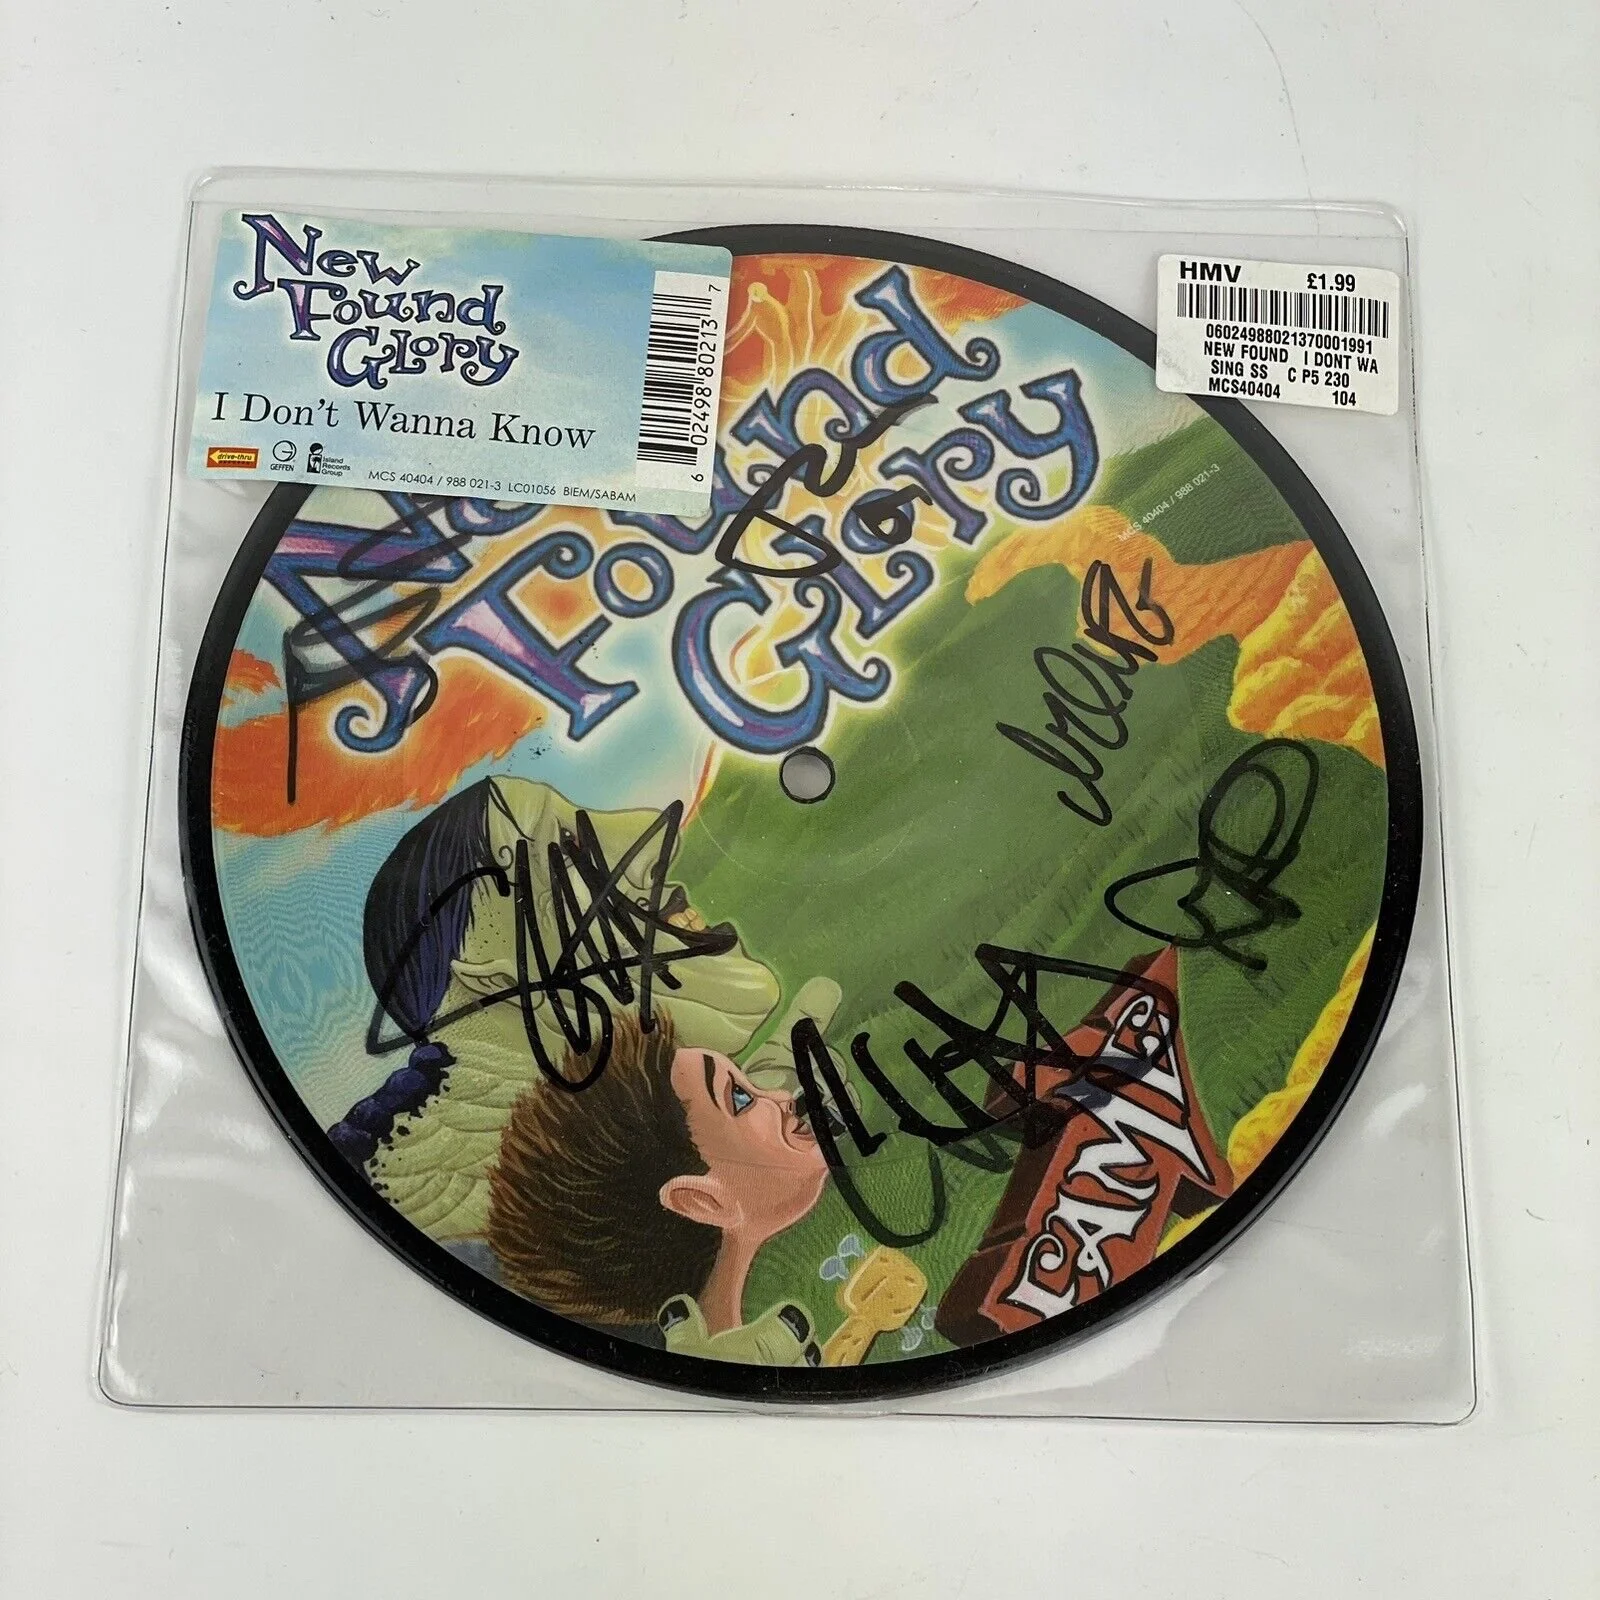 New
Found
Glory
I Don't Wanna Know
drive-thru
GEFFEN
Island
Records
Group
MCS 40404 / 988 021-3 LC01056 BIEM/SABAM
6 02498 80213 7
HMV £1.99
06024988021370001991
NEW FOUND I DONT WA
SING SS C P5 230
MCS40404 104
Found
Glory
MCS 40404 / 988 021-3
FAME